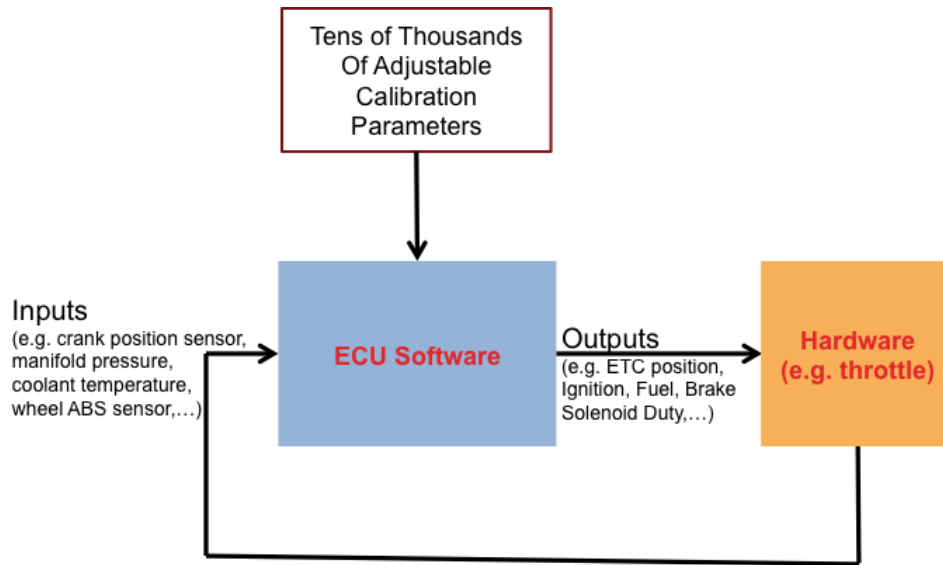 Tens of Thousands
Of Adjustable
Calibration
Parameters
Inputs
(e.g. crank position sensor,
manifold pressure,
coolant temperature,
wheel ABS sensor,…)
ECU Software
Outputs
(e.g. ETC position,
Ignition, Fuel, Brake
Solenoid Duty,…)
Hardware
(e.g. throttle)